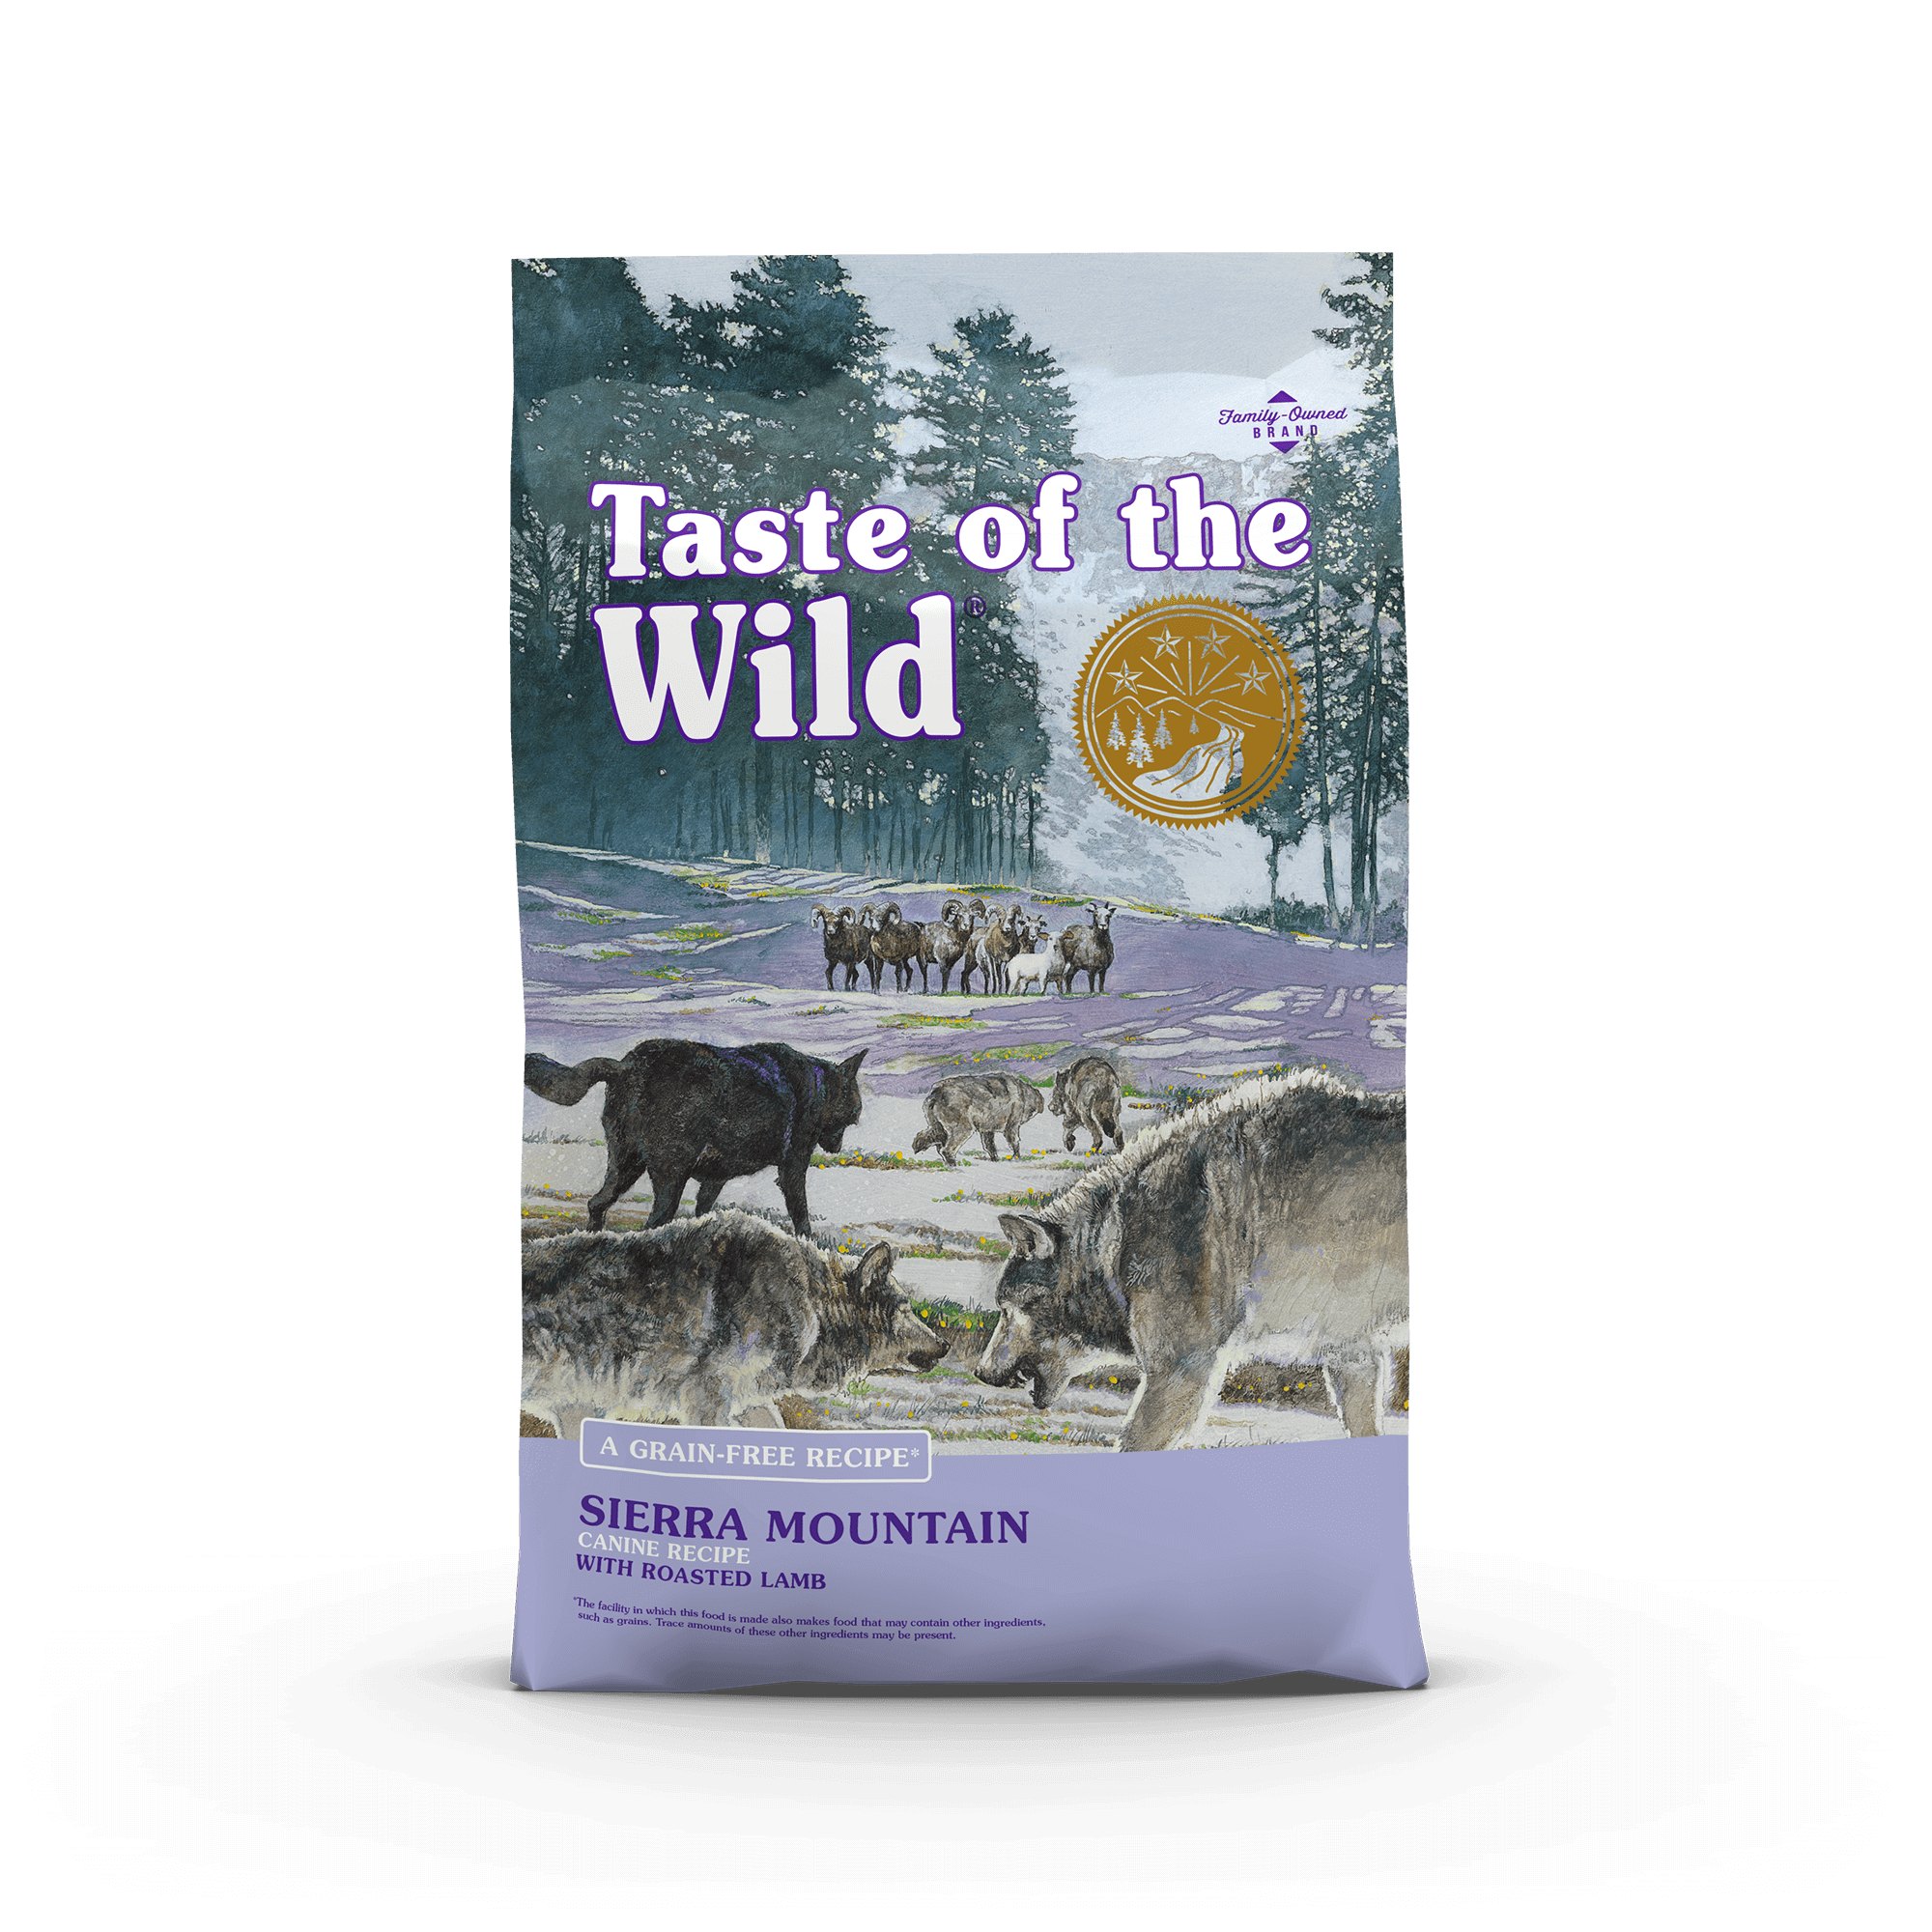 Family-Owned
BRAND
Taste of the
Wild®
A GRAIN-FREE RECIPE*
SIERRA MOUNTAIN
CANINE RECIPE
WITH ROASTED LAMB
*The facility in which this food is made also makes food that may contain other ingredients,
such as grains. Trace amounts of these other ingredients may be present.